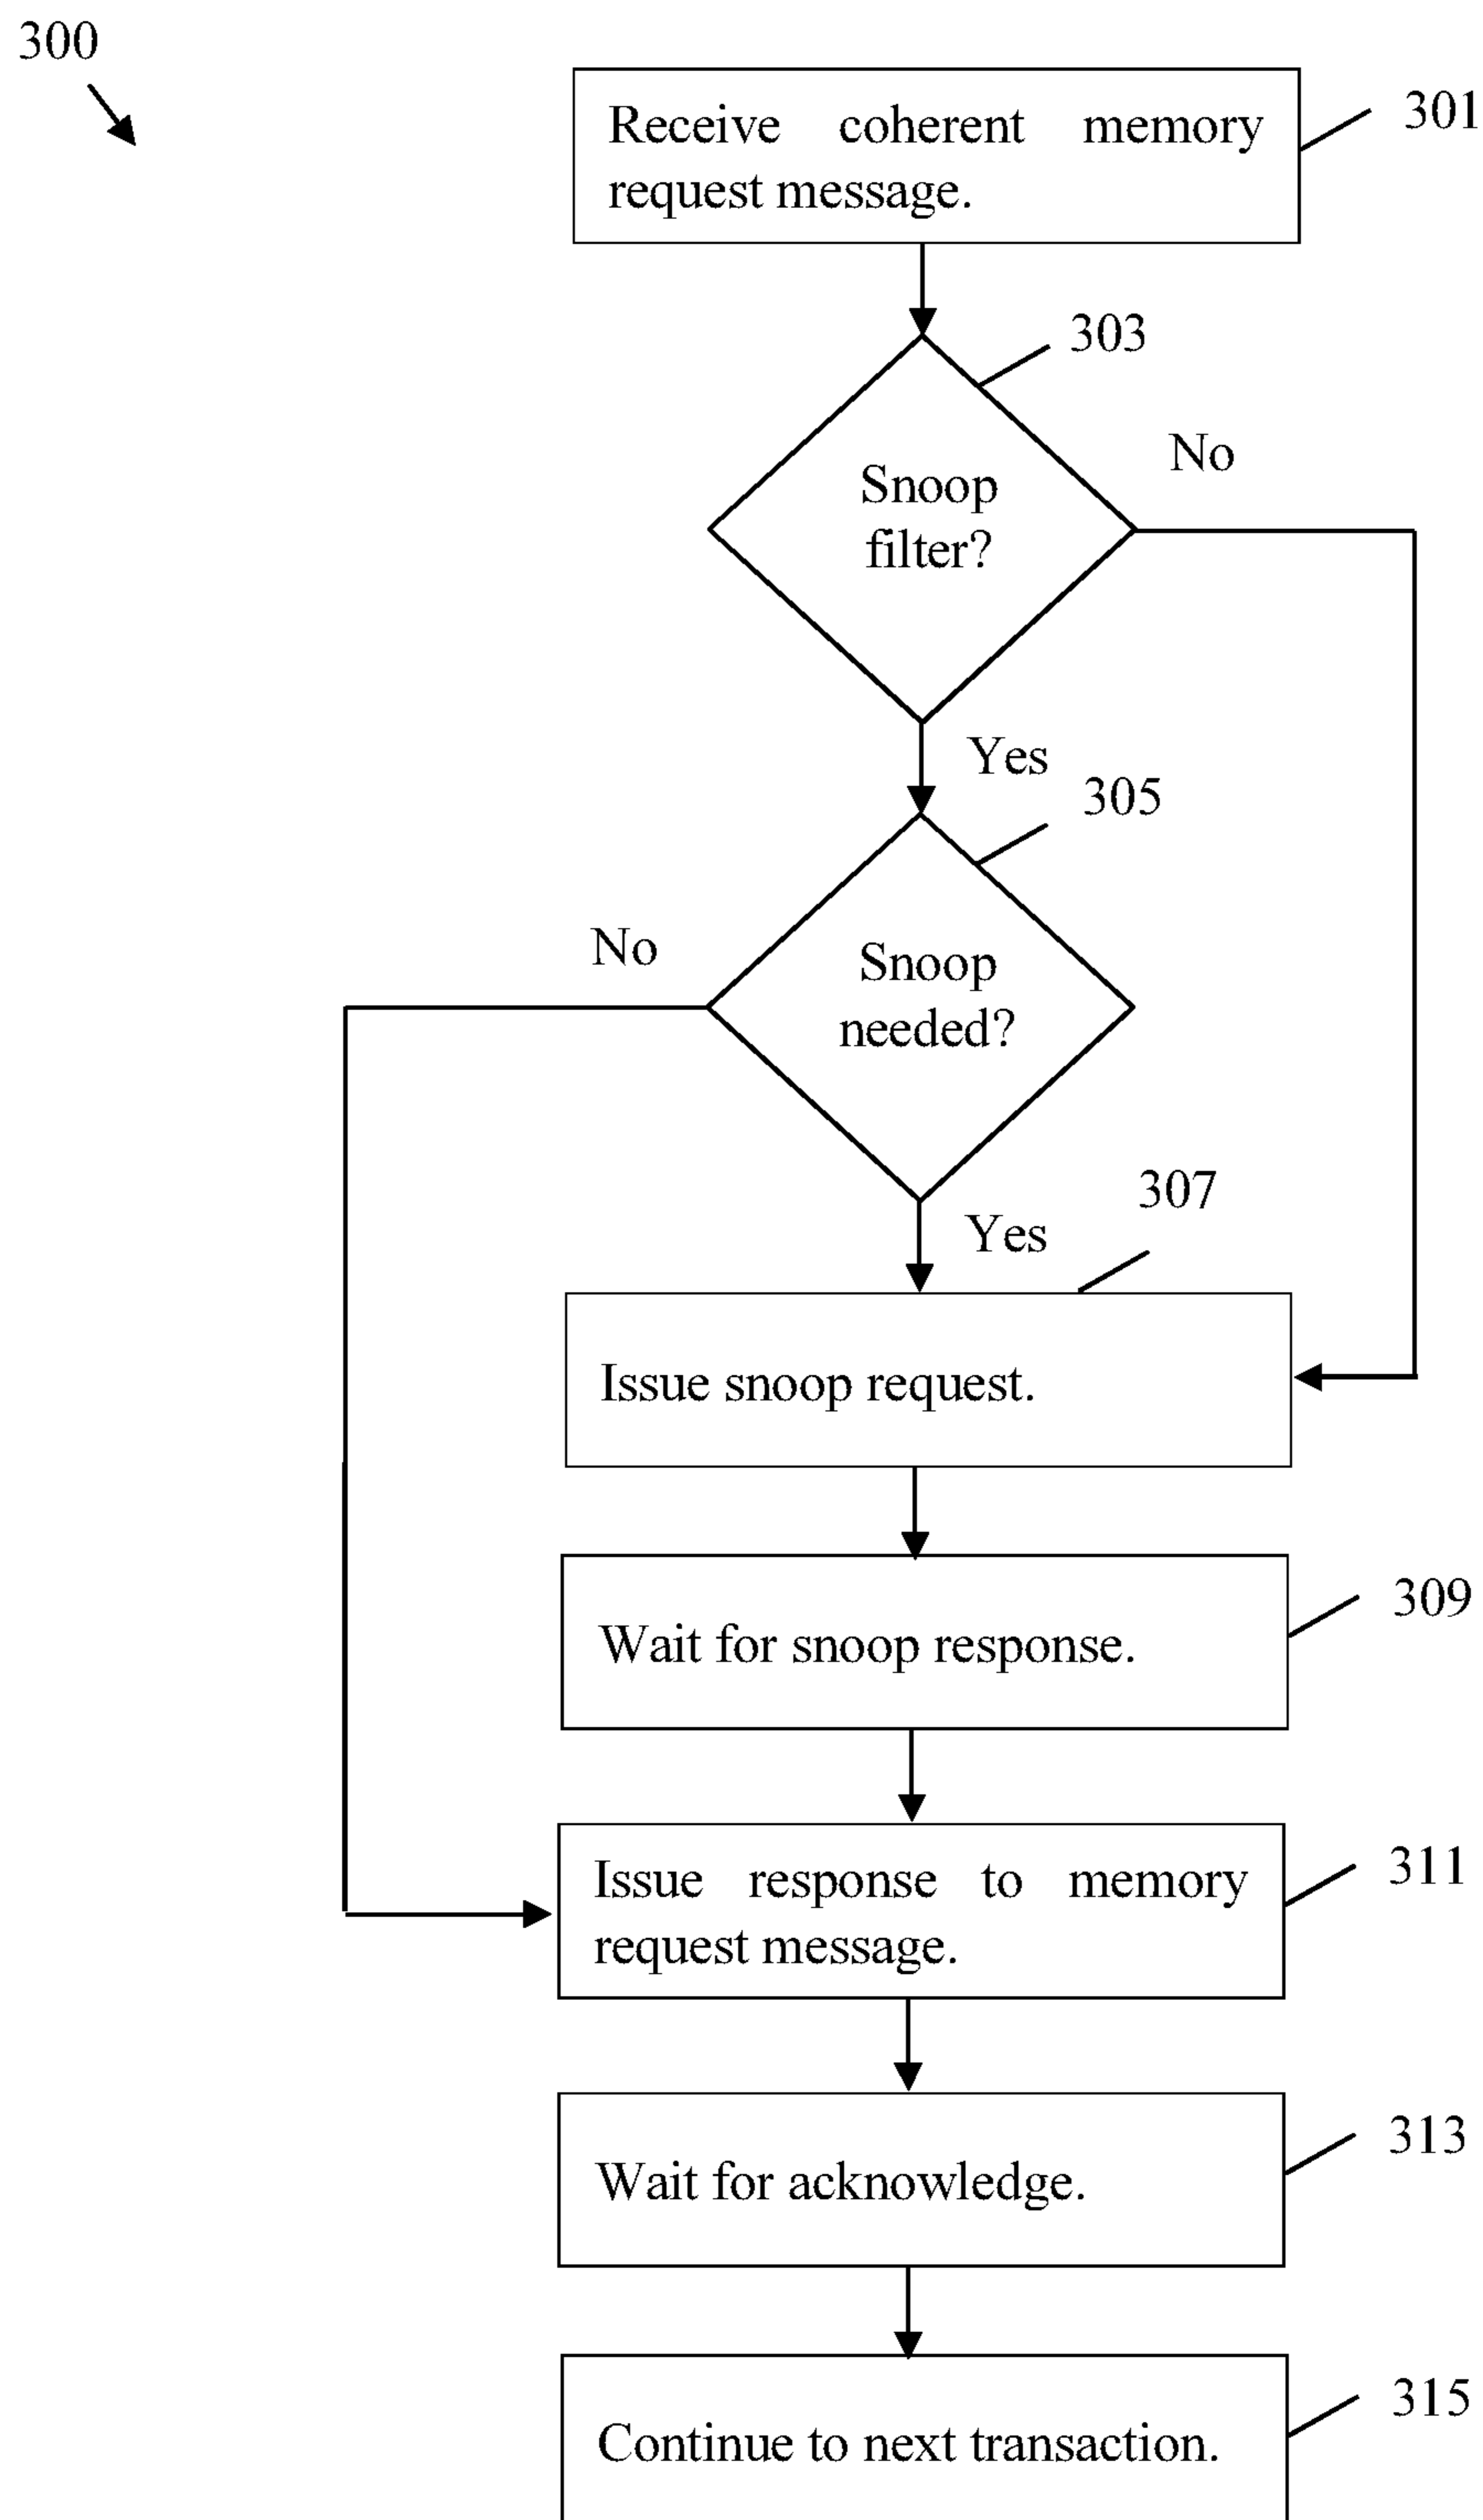 300
Receive coherent memory
request message.
301
303
Snoop
filter?
No
Yes
305
No
Snoop
needed?
307
Yes
Issue snoop request.
309
Wait for snoop response.
Issue response to memory
request message.
311
313
Wait for acknowledge.
315
Continue to next transaction.